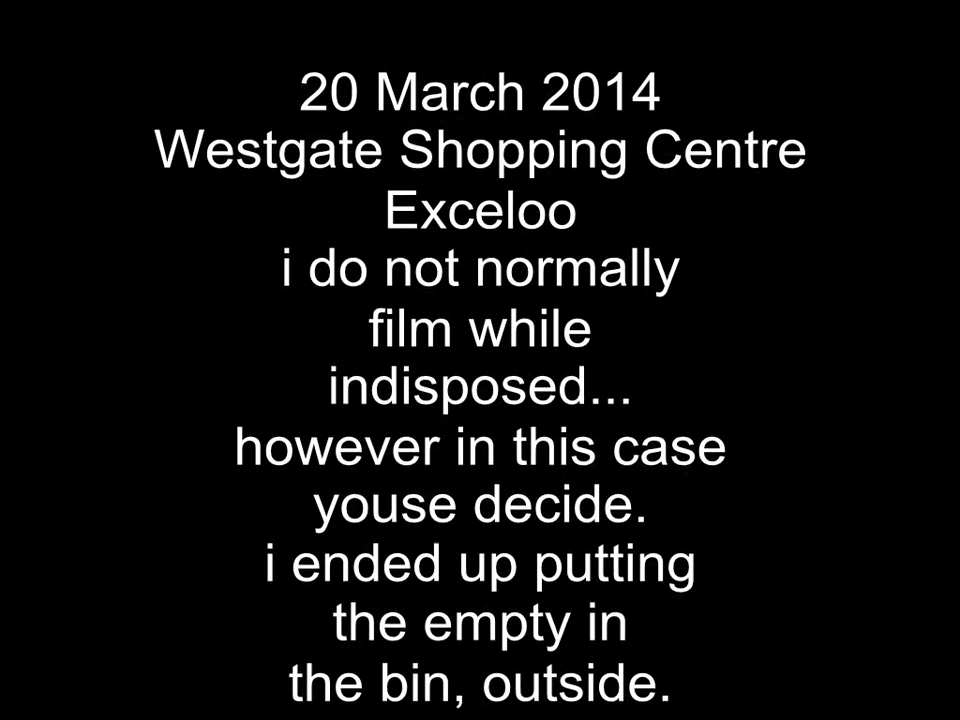 20 March 2014
Westgate Shopping Centre
Exceloo
i do not normally
film while
indisposed...
however in this case
youse decide.
i ended up putting
the empty in
the bin, outside.